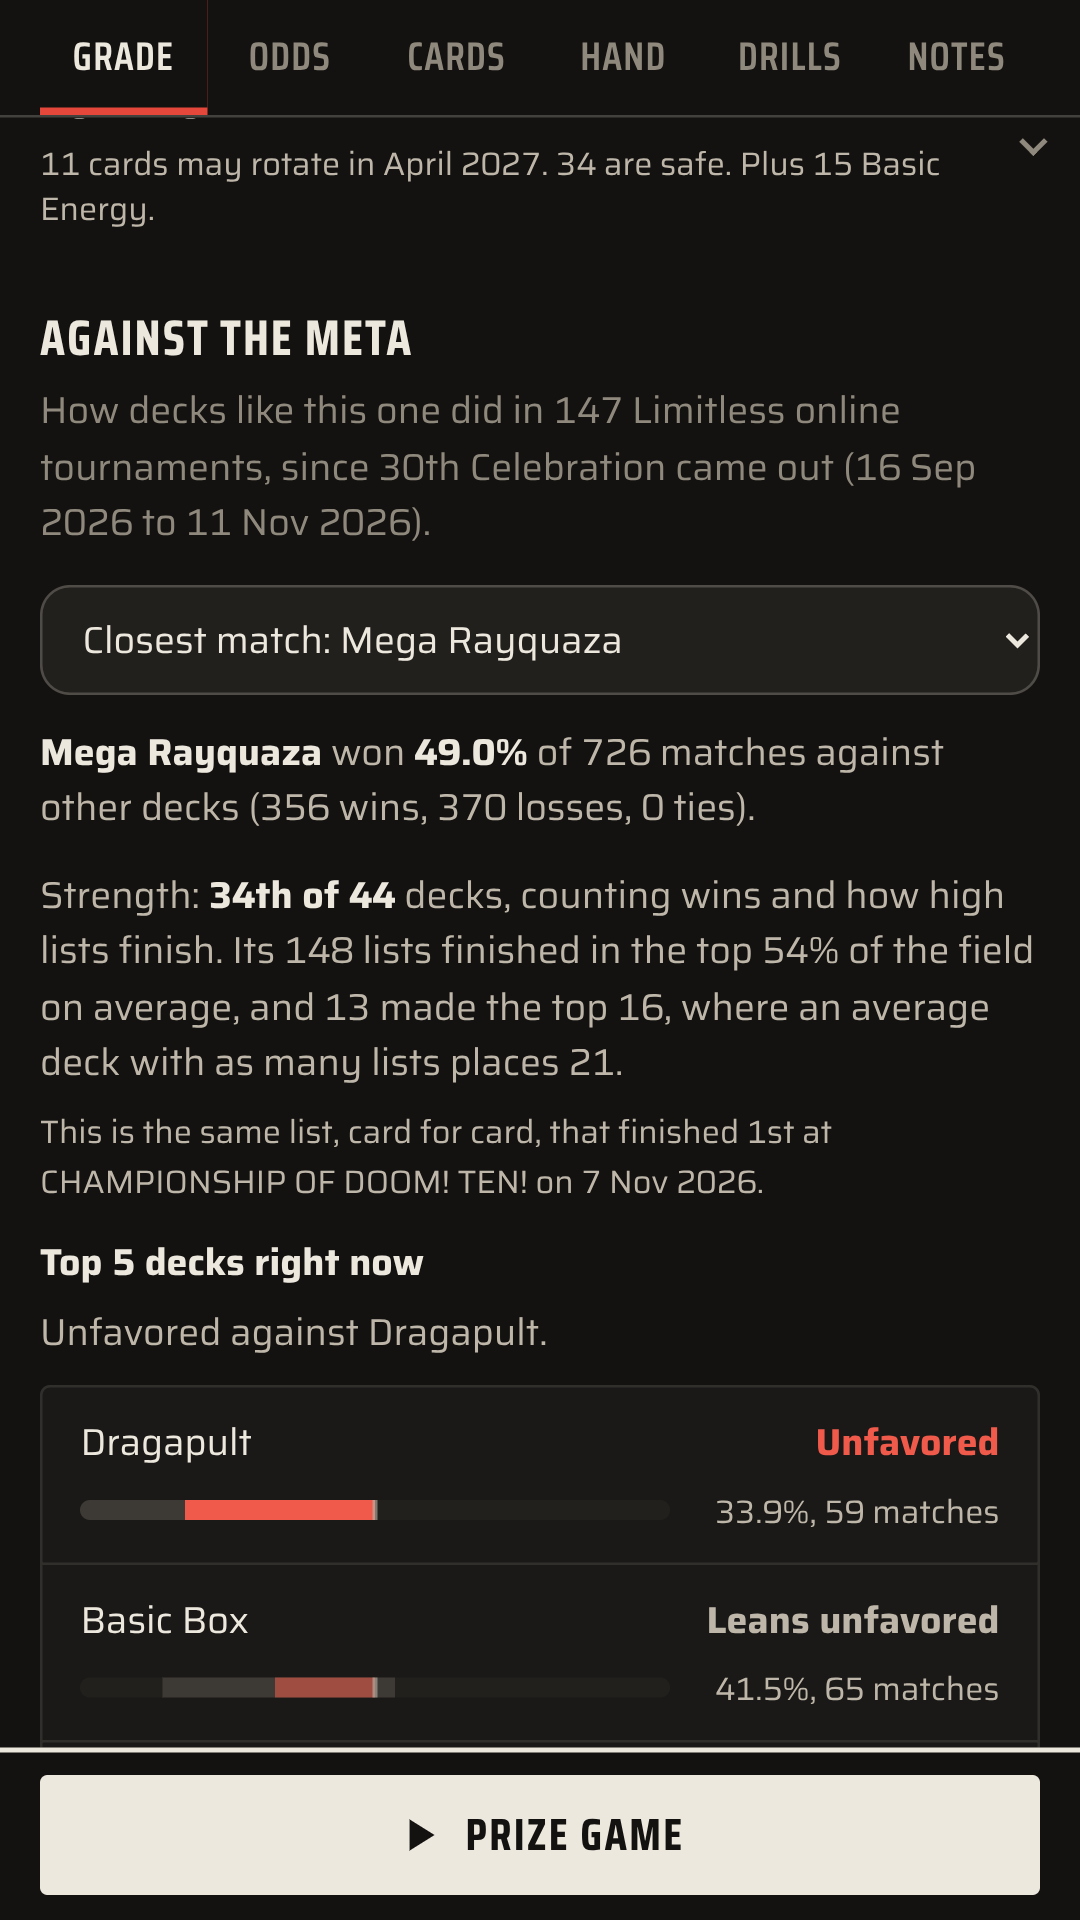 GRADE
ODDS
CARDS
HAND
DRILLS
NOTES
11 cards may rotate in April 2027. 34 are safe. Plus 15 Basic
Energy.
AGAINST THE META
How decks like this one did in 147 Limitless online
tournaments, since 30th Celebration came out (16 Sep
2026 to 11 Nov 2026).
Closest match: Mega Rayquaza
Mega Rayquaza won 49.0% of 726 matches against
other decks (356 wins, 370 losses, 0 ties).
Strength: 34th of 44 decks, counting wins and how high
lists finish. Its 148 lists finished in the top 54% of the field
on average, and 13 made the top 16, where an average
deck with as many lists places 21.
This is the same list, card for card, that finished 1st at
CHAMPIONSHIP OF DOOM! TEN! on 7 Nov 2026.
Top 5 decks right now
Unfavored against Dragapult.
Dragapult
Unfavored
33.9%, 59 matches
Basic Box
Leans unfavored
41.5%, 65 matches
PRIZE GAME